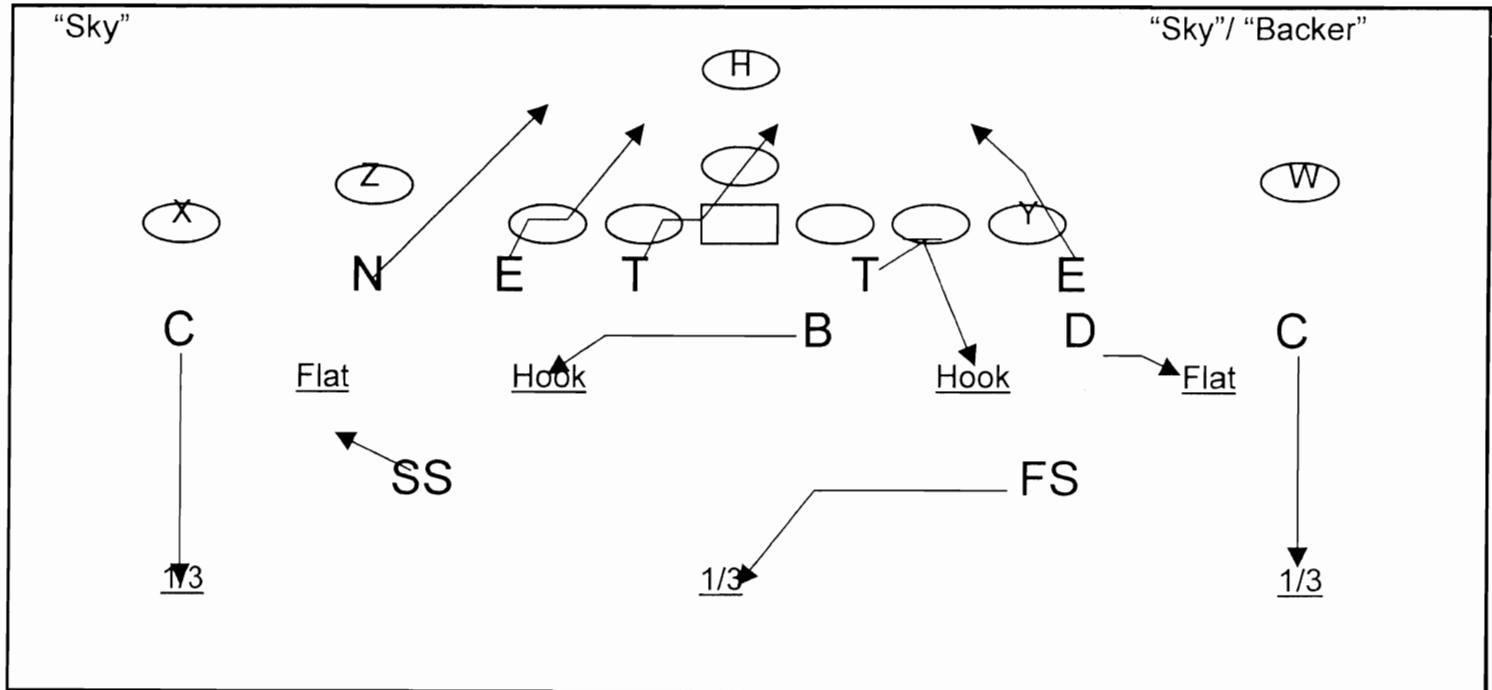 “Sky” “Sky”/ “Backer”
H
Z W
X Y
N E T T E
C B D C
Flat Hook Hook Flat
SS FS
1/3 1/3 1/3